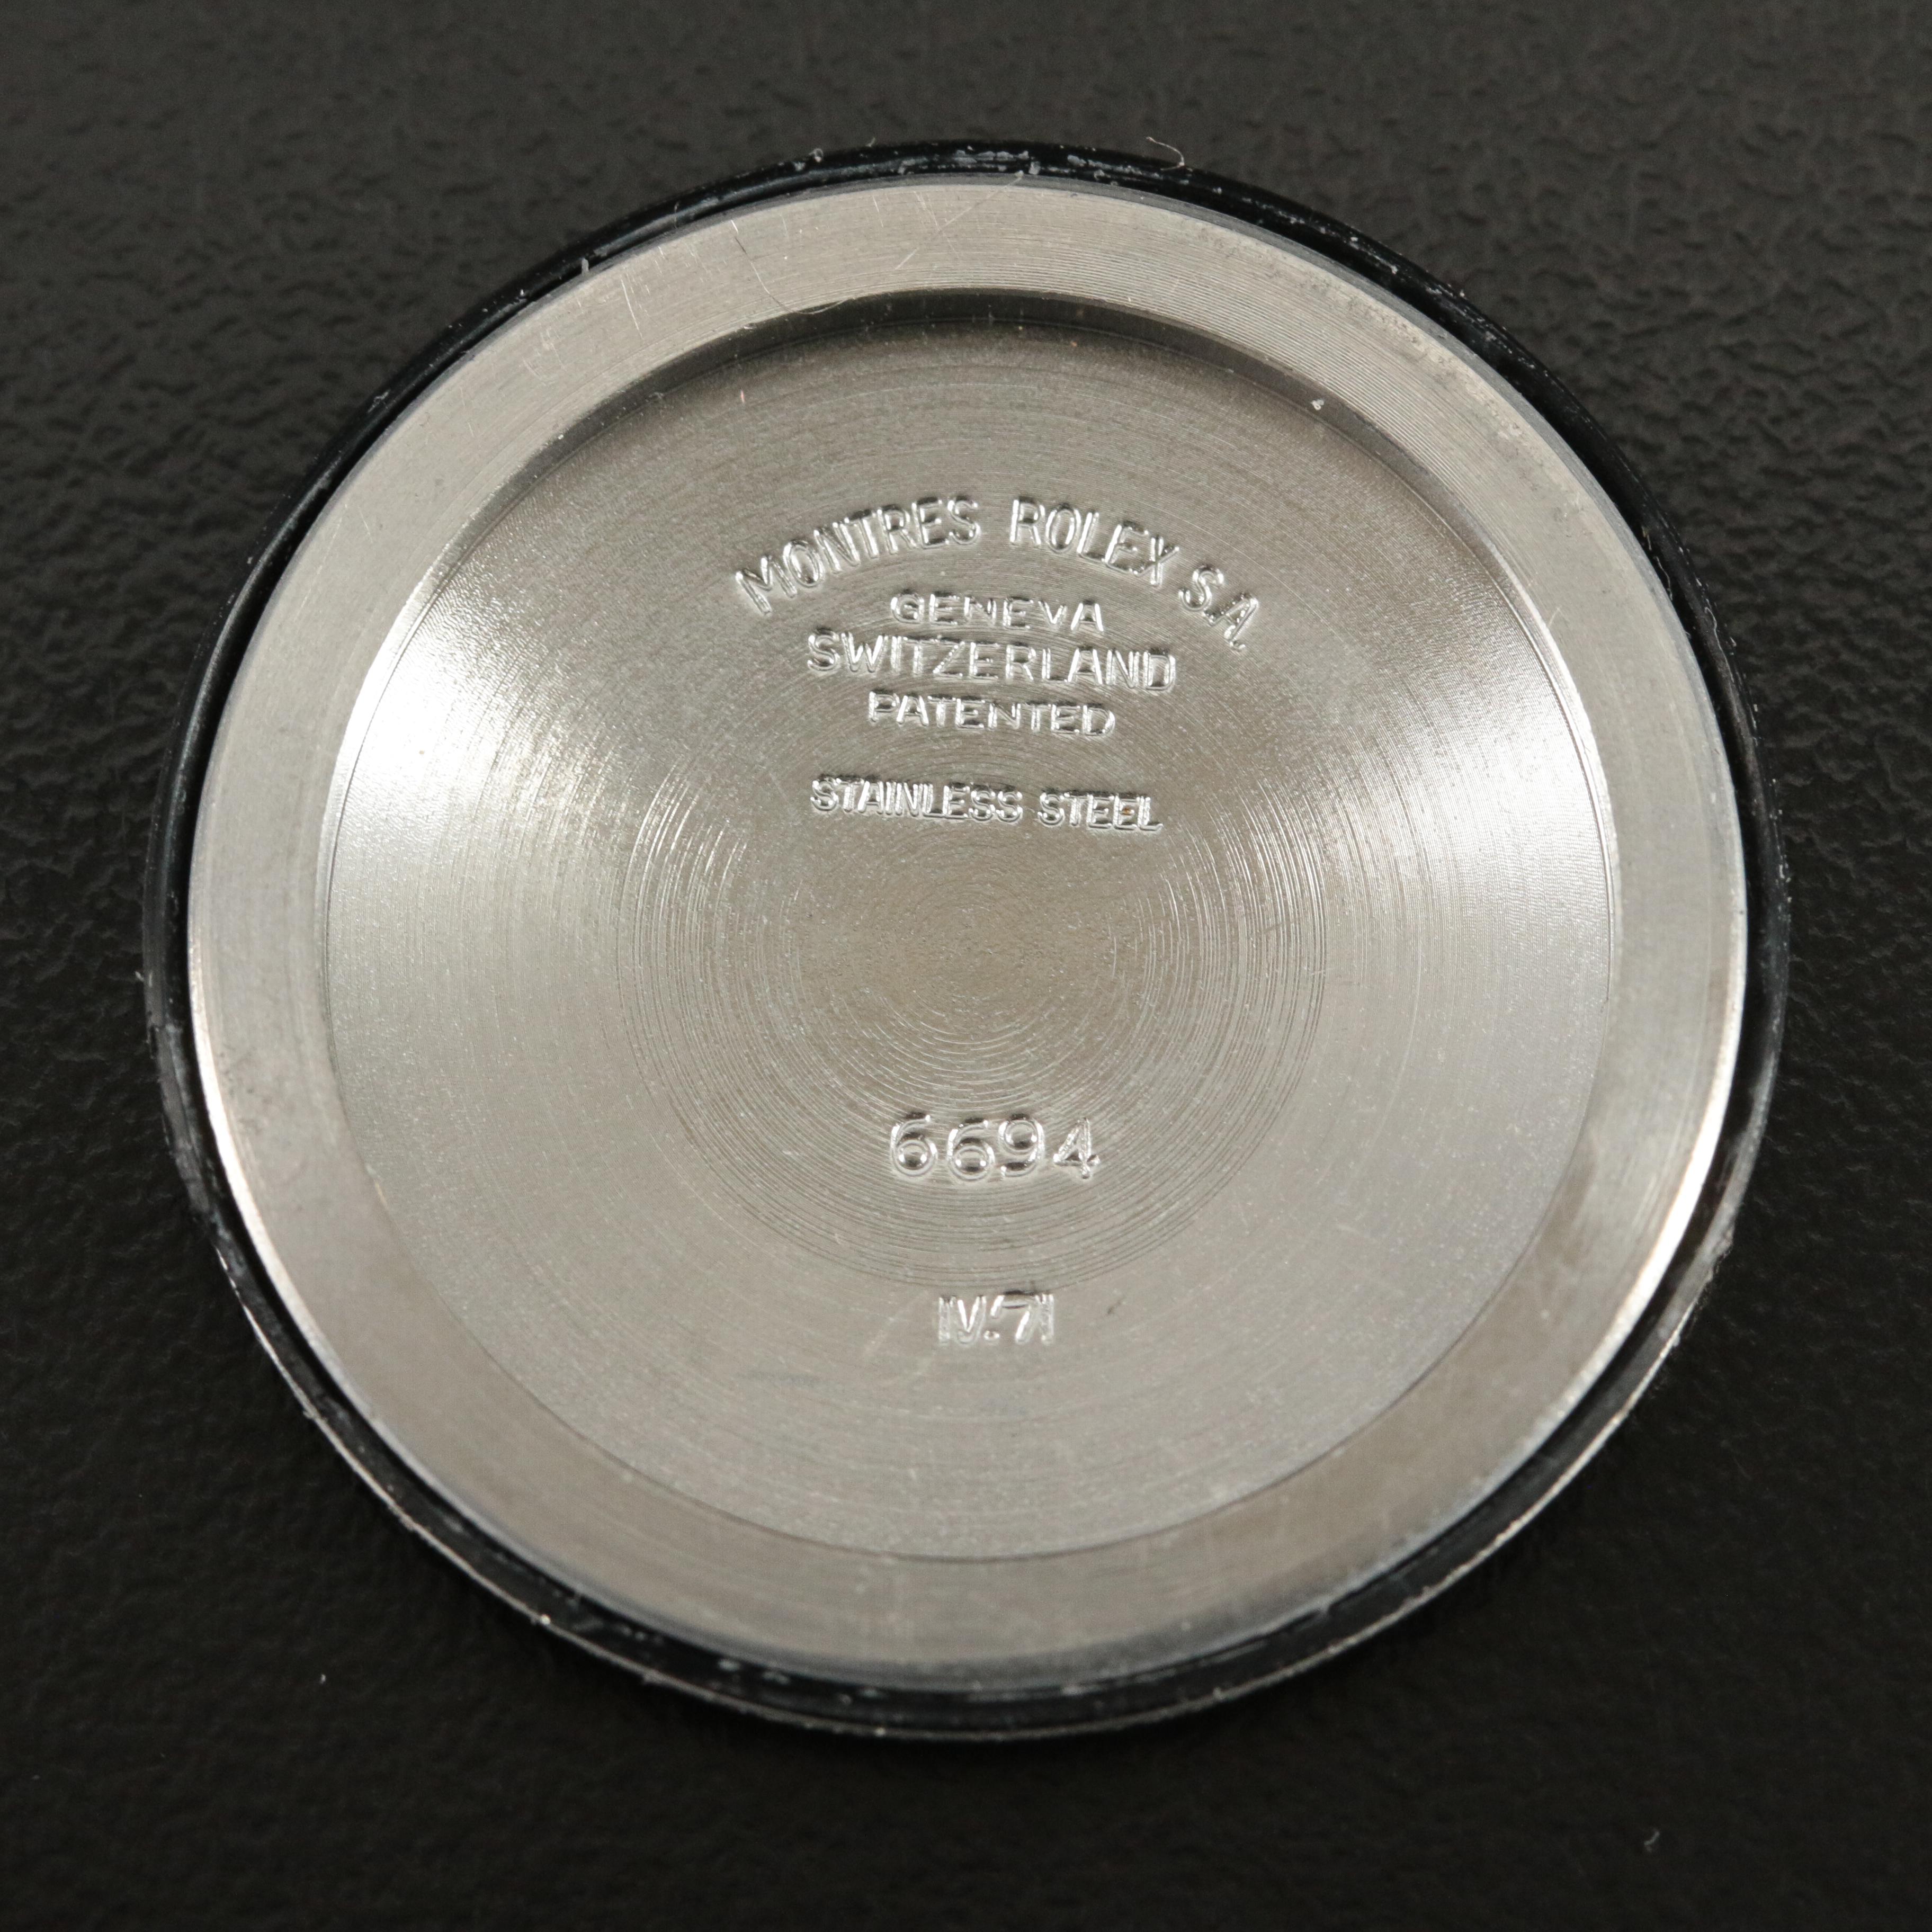 MONTRES ROLEX S.A.
GENEVA
SWITZERLAND
PATENTED
STAINLESS STEEL
6694
IV.71